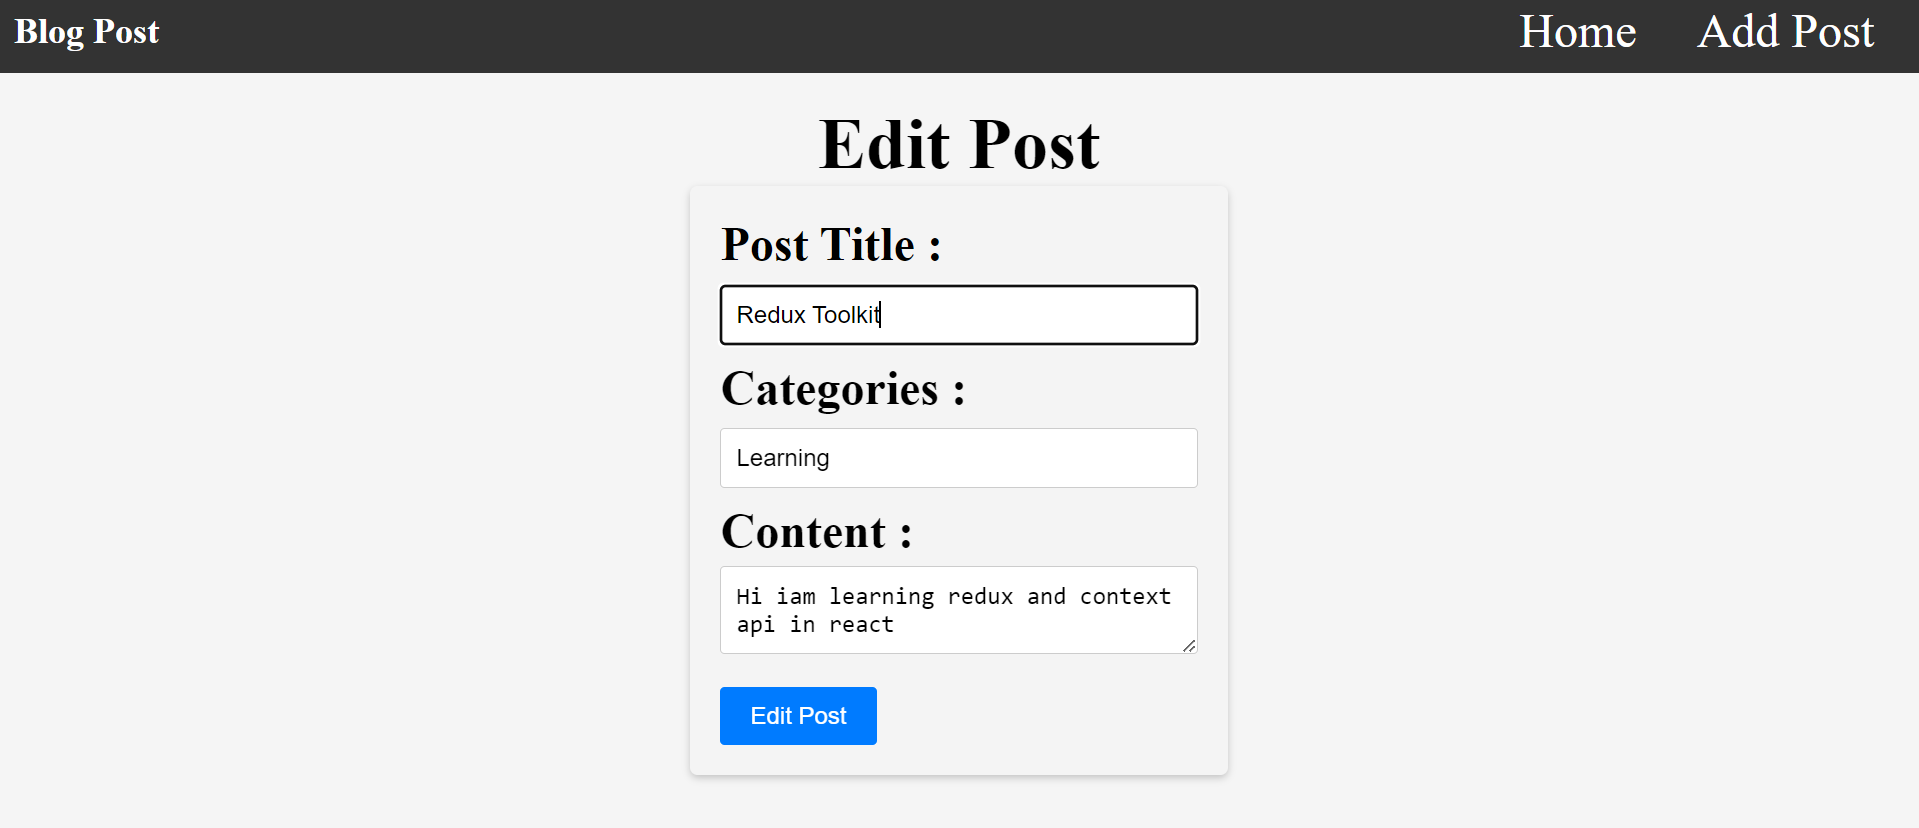 Blog Post
Home
Add Post
Edit Post
Post Title :
Redux Toolkit
Categories :
Learning
Content :
Hi iam learning redux and context
api in react
Edit Post